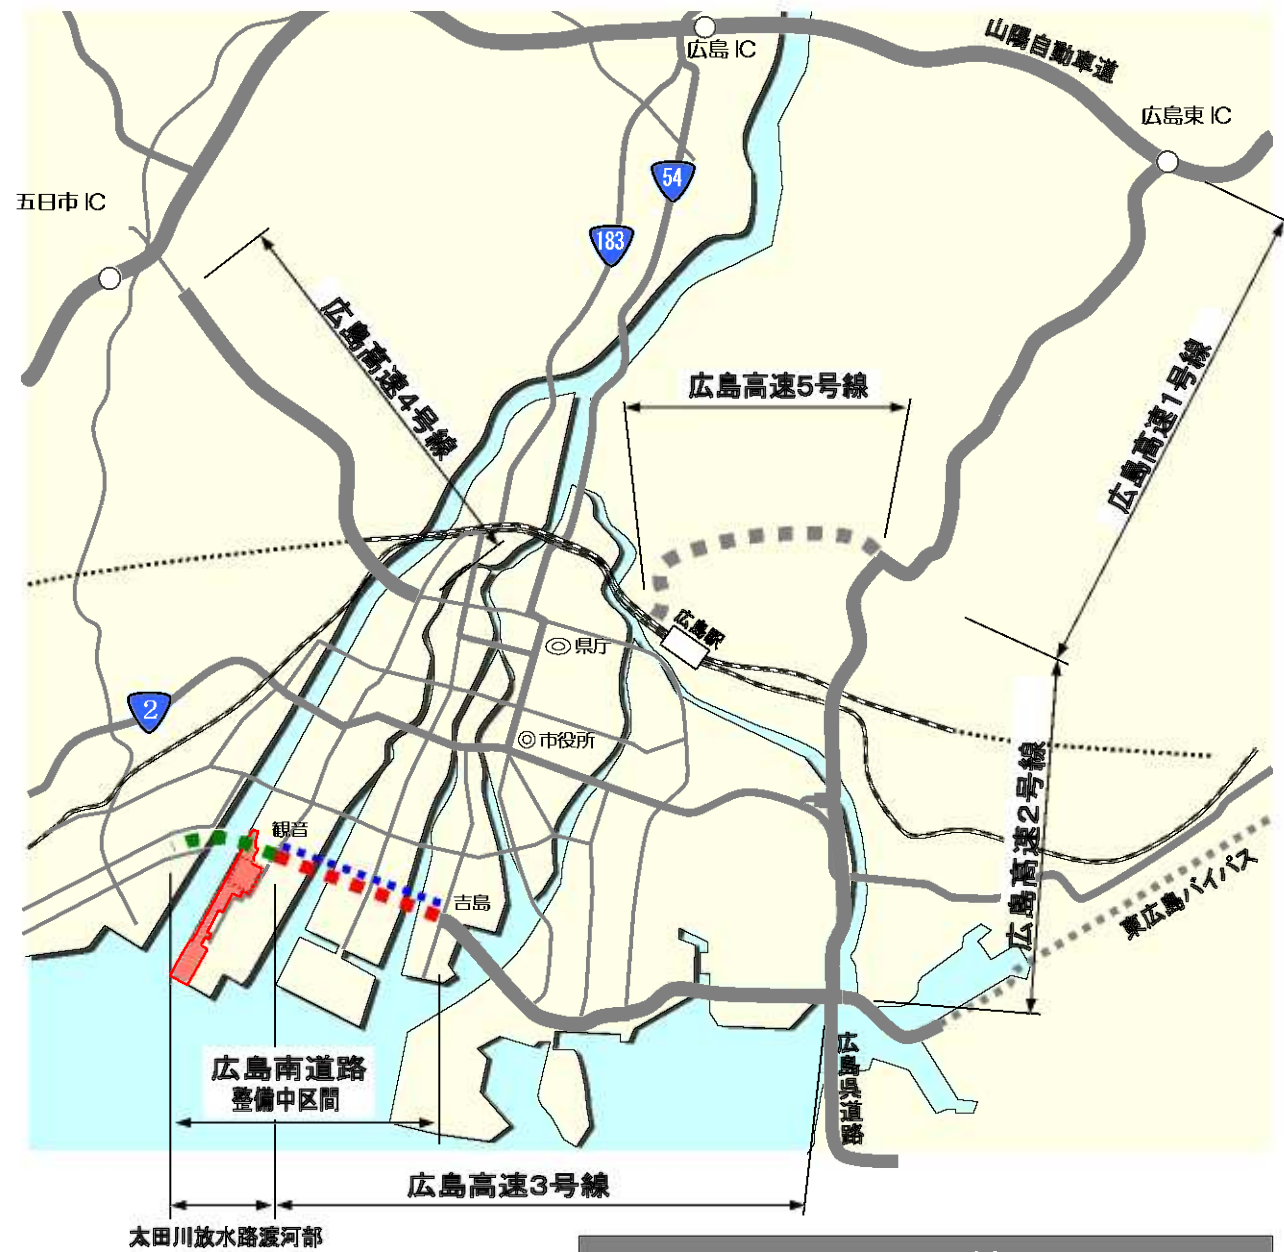 広島IC
山陽自動車道
広島東IC
54
五日市IC
183
広島高速4号線
広島高速5号線
広島高速1号線
広島駅
県厅
2
市役所
広島高速2号線
観音
東広島バイパス
吉島
広島呉道路
広島南道路
整備中区間
広島高速3号線
太田川放水路渡河部